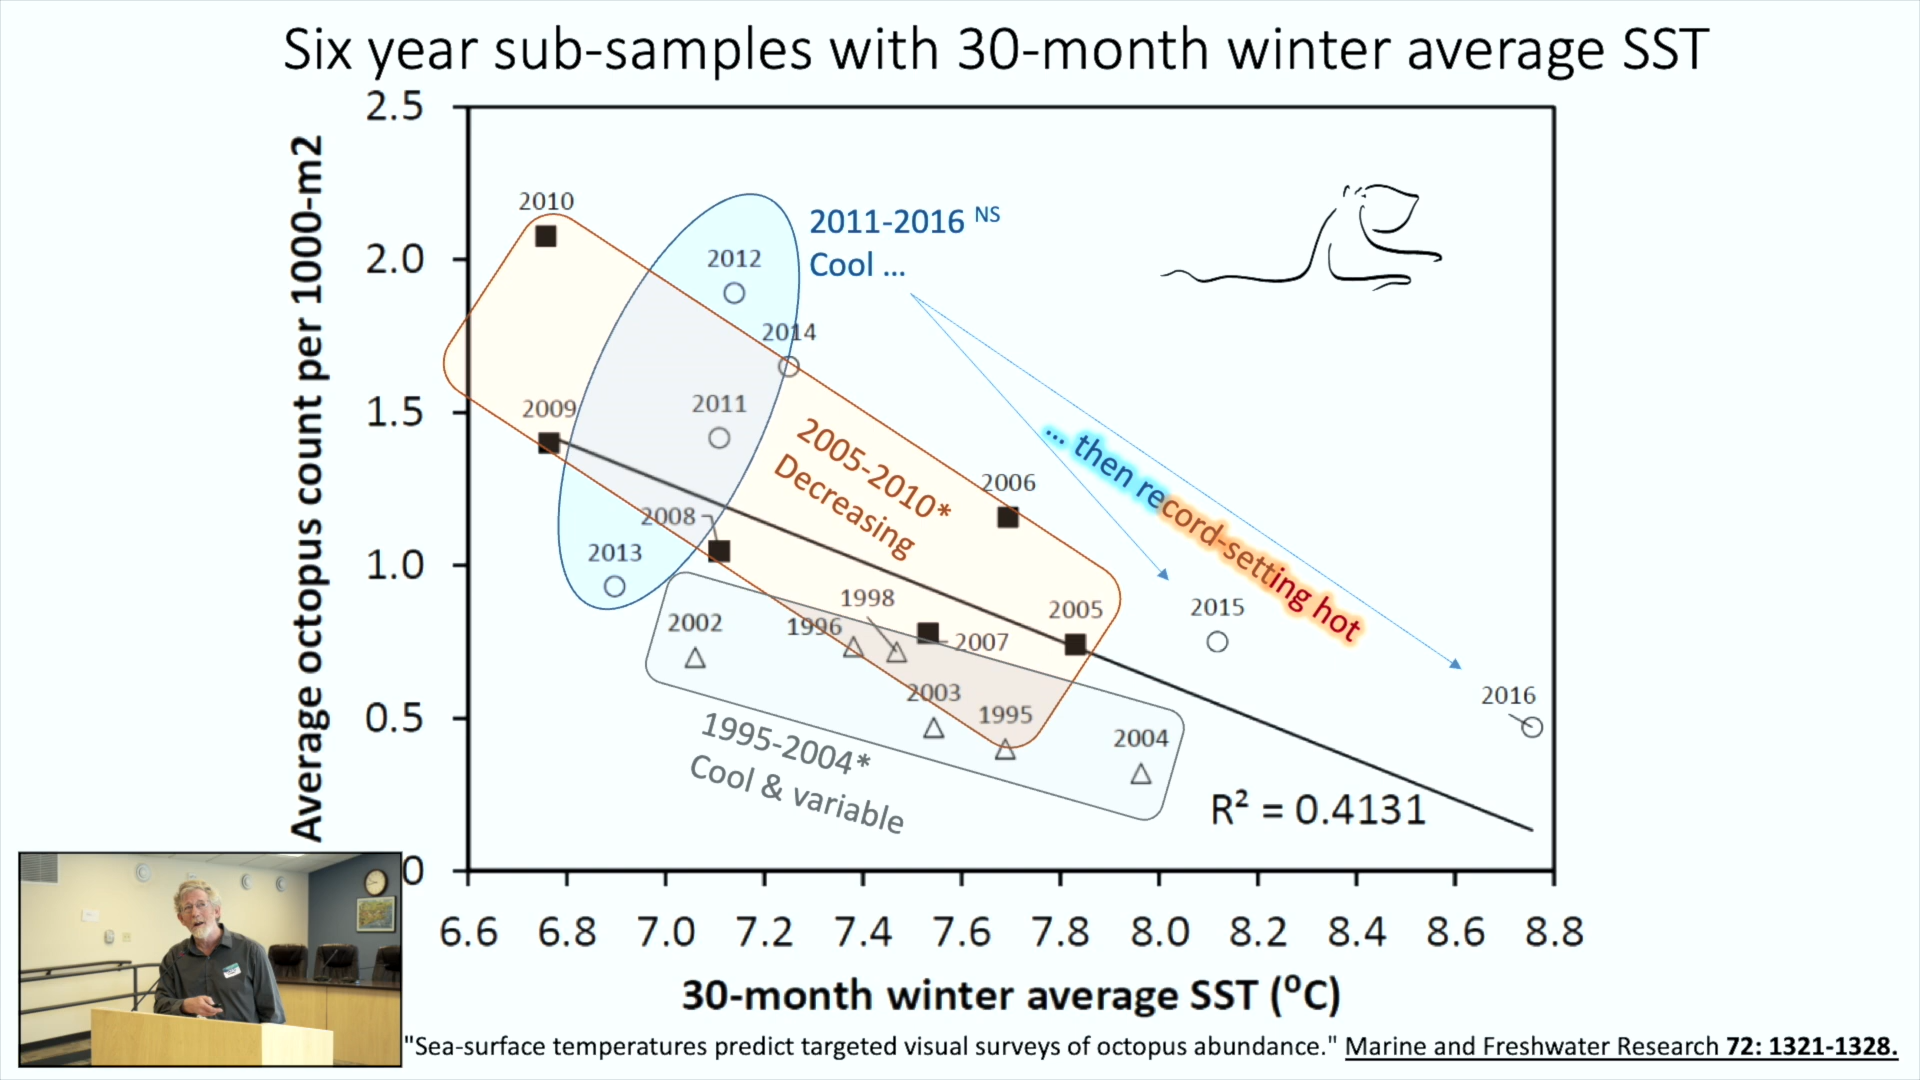 Six year sub-samples with 30-month winter average SST
Average octopus count per 1000-m2
2.5
2.0
1.5
1.0
0.5
0
2010
2012
2011-2016 NS
Cool ...
2014
2009
2011
2005-2010*
Decreasing
... then record-setting hot
2006
2008
2013
1998
2005
2015
2002
1996
2007
2003
1995
2016
2004
1995-2004*
Cool & variable
R² = 0.4131
6.6 6.8 7.0 7.2 7.4 7.6 7.8 8.0 8.2 8.4 8.6 8.8
30-month winter average SST (⁰C)
"Sea-surface temperatures predict targeted visual surveys of octopus abundance." Marine and Freshwater Research 72: 1321-1328.